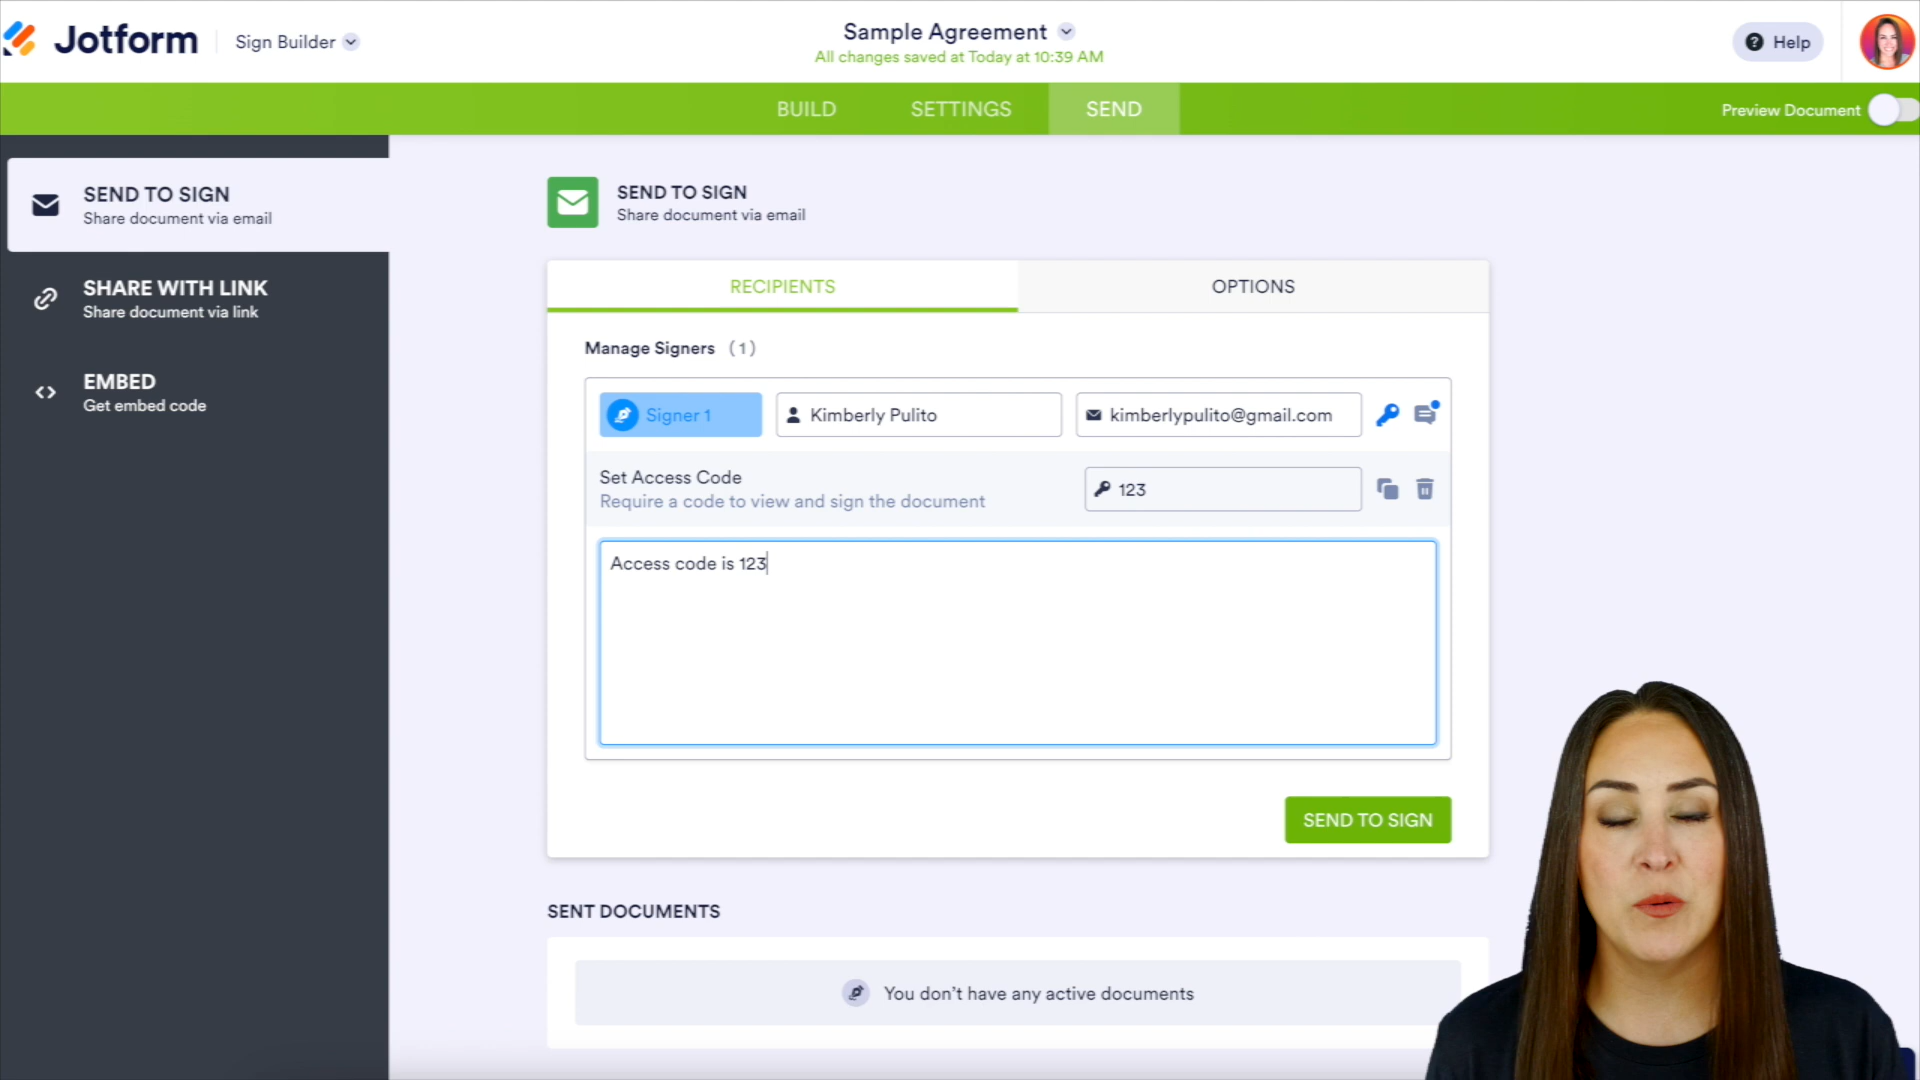 Jotform
Sign Builder
Sample Agreement
All changes saved at Today at 10:39 AM
Help
BUILD
SETTINGS
SEND
Preview Document
SEND TO SIGN
Share document via email
SHARE WITH LINK
Share document via link
EMBED
Get embed code
SEND TO SIGN
Share document via email
RECIPIENTS
OPTIONS
Manage Signers (1)
Signer 1
Kimberly Pulito
kimberlypulito@gmail.com
Set Access Code
Require a code to view and sign the document
123
Access code is 123
SEND TO SIGN
SENT DOCUMENTS
You don't have any active documents